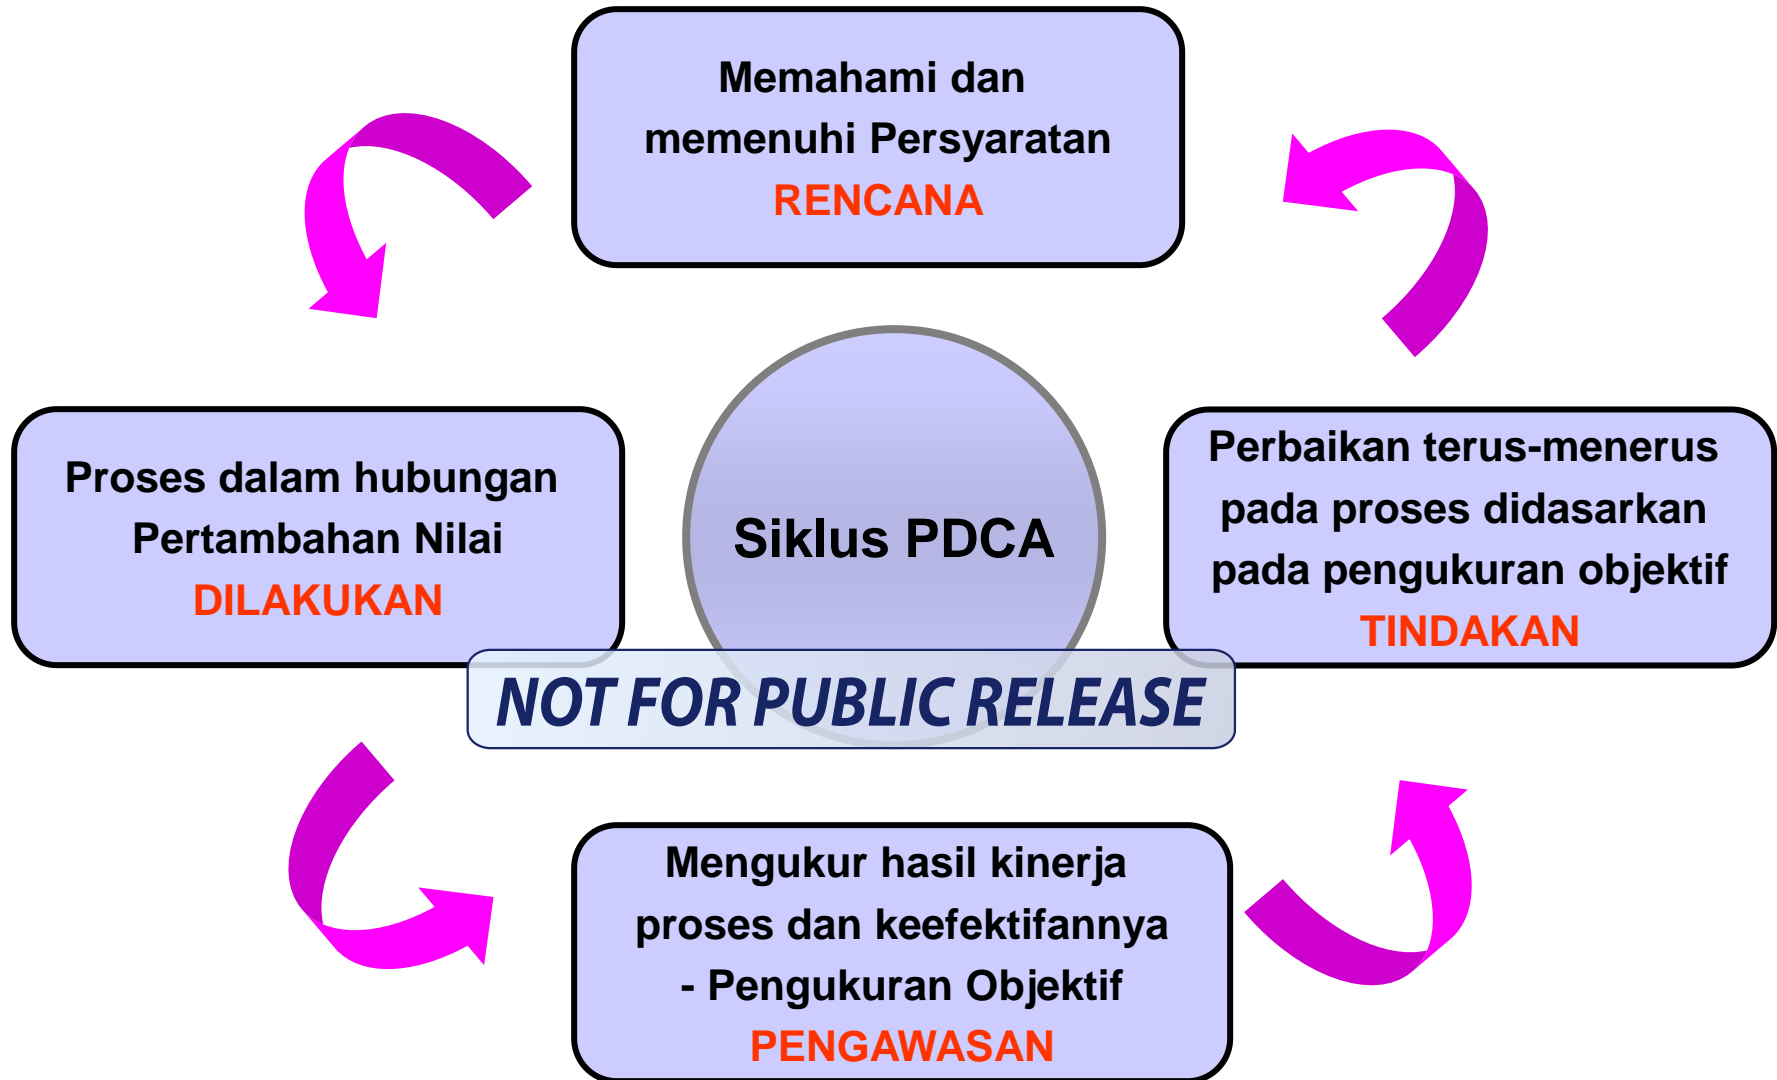 Memahami dan
memenuhi Persyaratan
RENCANA
Proses dalam hubungan
Pertambahan Nilai
DILAKUKAN
Siklus PDCA
Perbaikan terus-menerus
pada proses didasarkan
pada pengukuran objektif
TINDAKAN
NOT FOR PUBLIC RELEASE
Mengukur hasil kinerja
proses dan keefektifannya
- Pengukuran Objektif
PENGAWASAN